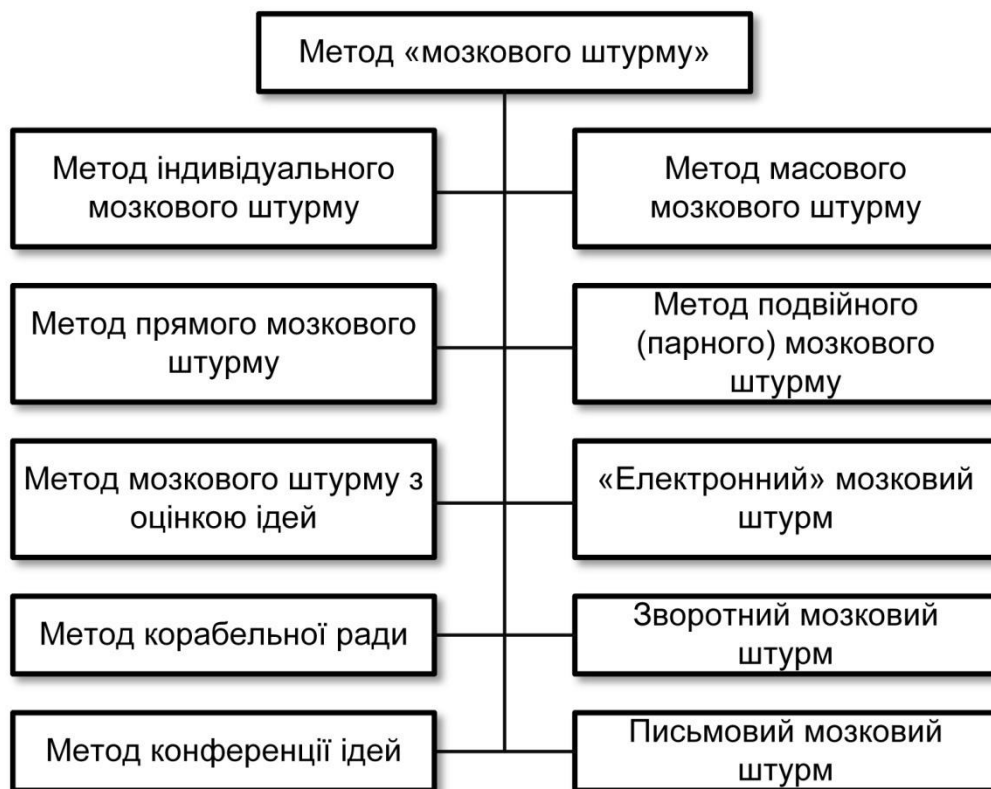 Метод «мозкового штурму»
Метод індивідуального
мозкового штурму
Метод масового
мозкового штурму
Метод прямого мозкового
штурму
Метод подвійного
(парного) мозкового
штурму
Метод мозкового штурму з
оцінкою ідей
«Електронний» мозковий
штурм
Метод корабельної ради
Зворотний мозковий
штурм
Метод конференції ідей
Письмовий мозковий
штурм